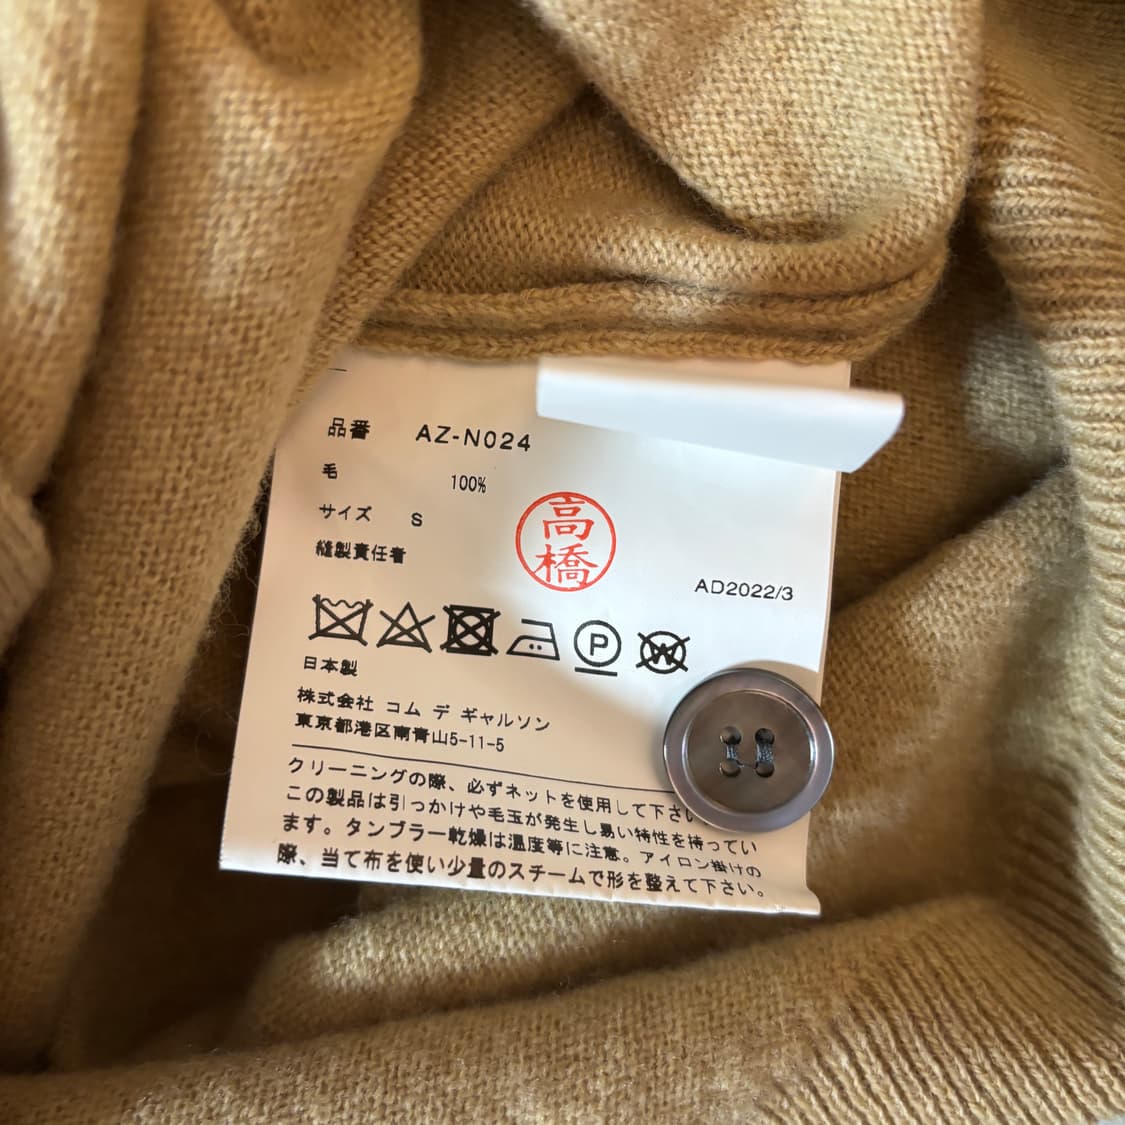 品番 AZ-N024
毛 100%
サイズ S
縫製責任者
高橋
AD2022/3
P
W
日本製
株式会社 コム デ ギャルソン
東京都港区南青山5-11-5
クリーニングの際、必ずネットを使用して下さい
この製品は引っかけや毛玉が発生し易い特性を持ってい
ます。タンブラー乾燥は温度等に注意。アイロン掛けの
際、当て布を使い少量のスチームで形を整えて下さい。